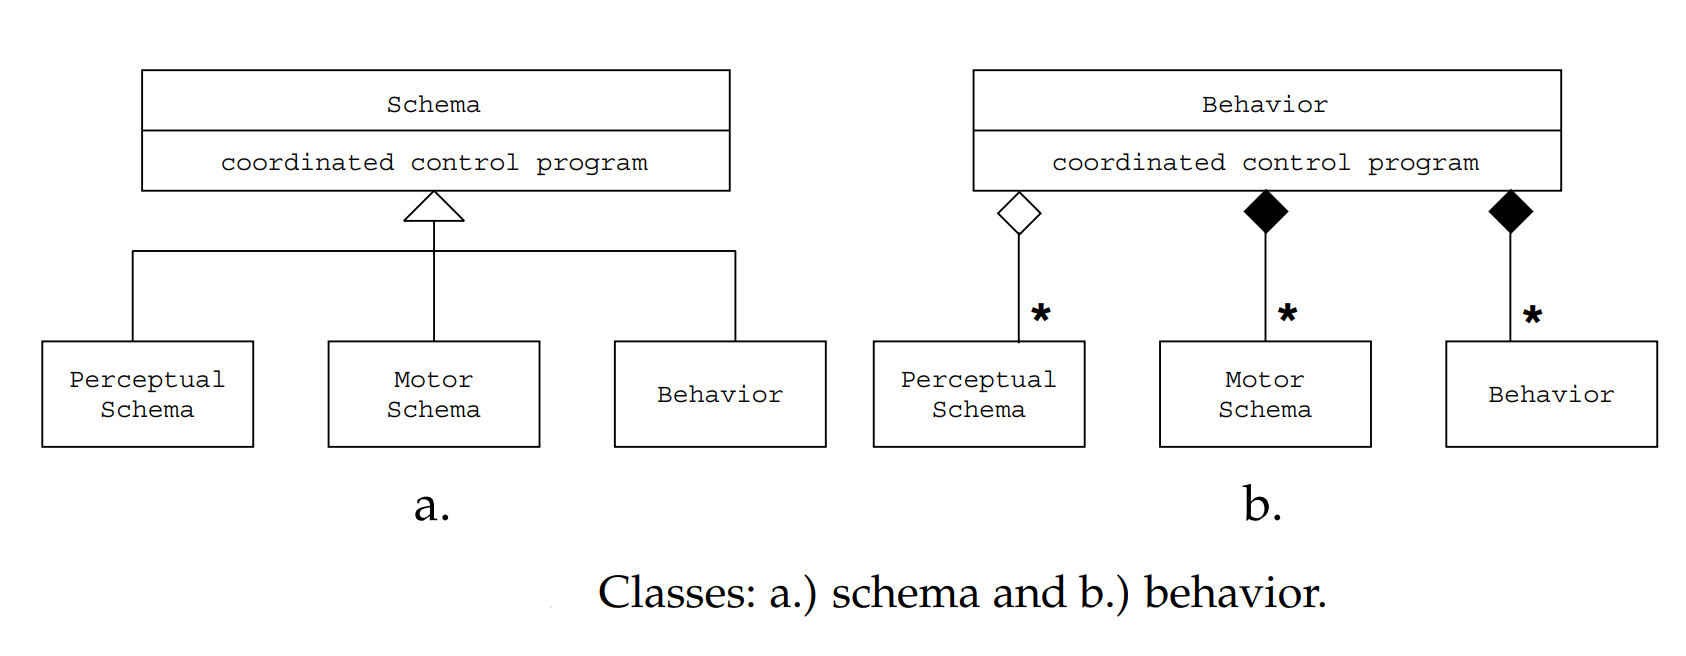 Schema
coordinated control program
Perceptual
Schema
Motor
Schema
Behavior
a.
Behavior
coordinated control program
*
*
*
Perceptual
Schema
Motor
Schema
Behavior
b.
Classes: a.) schema and b.) behavior.